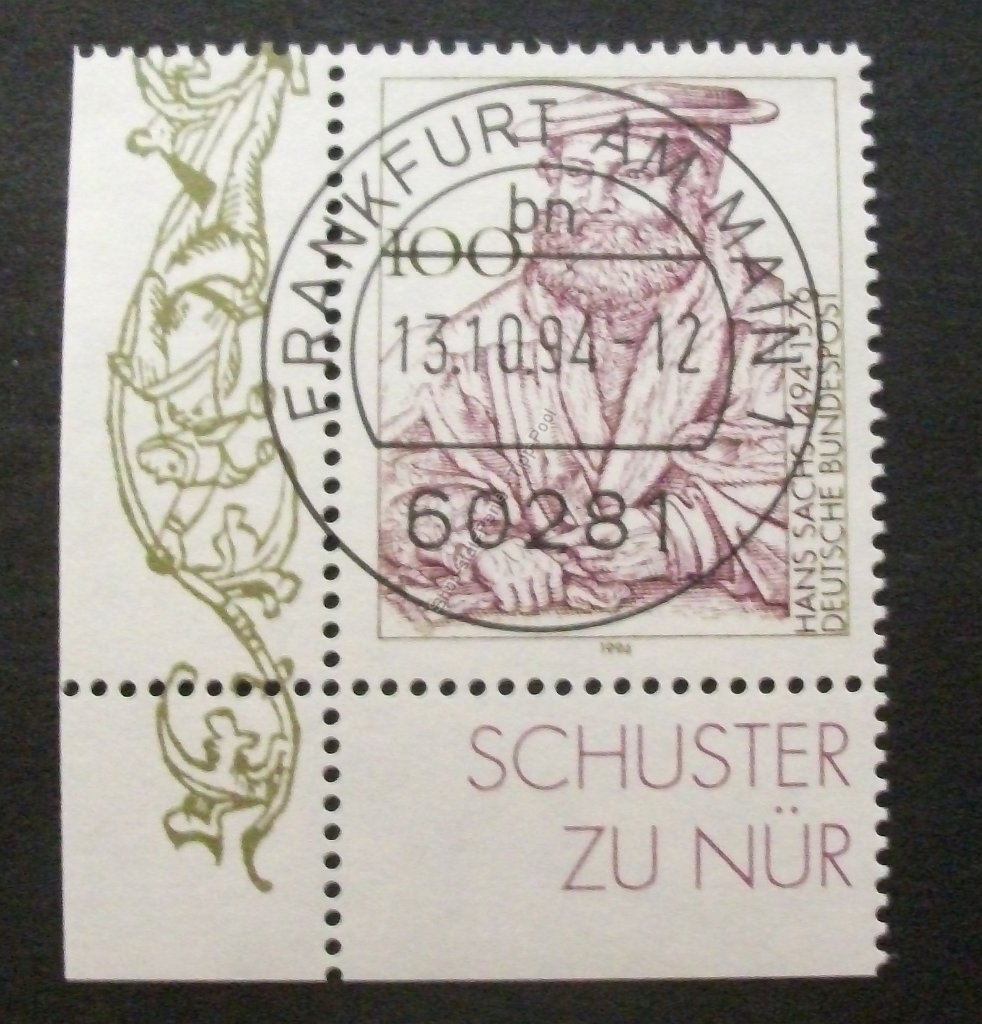 FRANKFURT AM MAIN 1
bn
100
13.10.94-12
60281
HANS SACHS 1494-1576
DEUTSCHE BUNDESPOST
1994
SCHUSTER
ZU NÜR